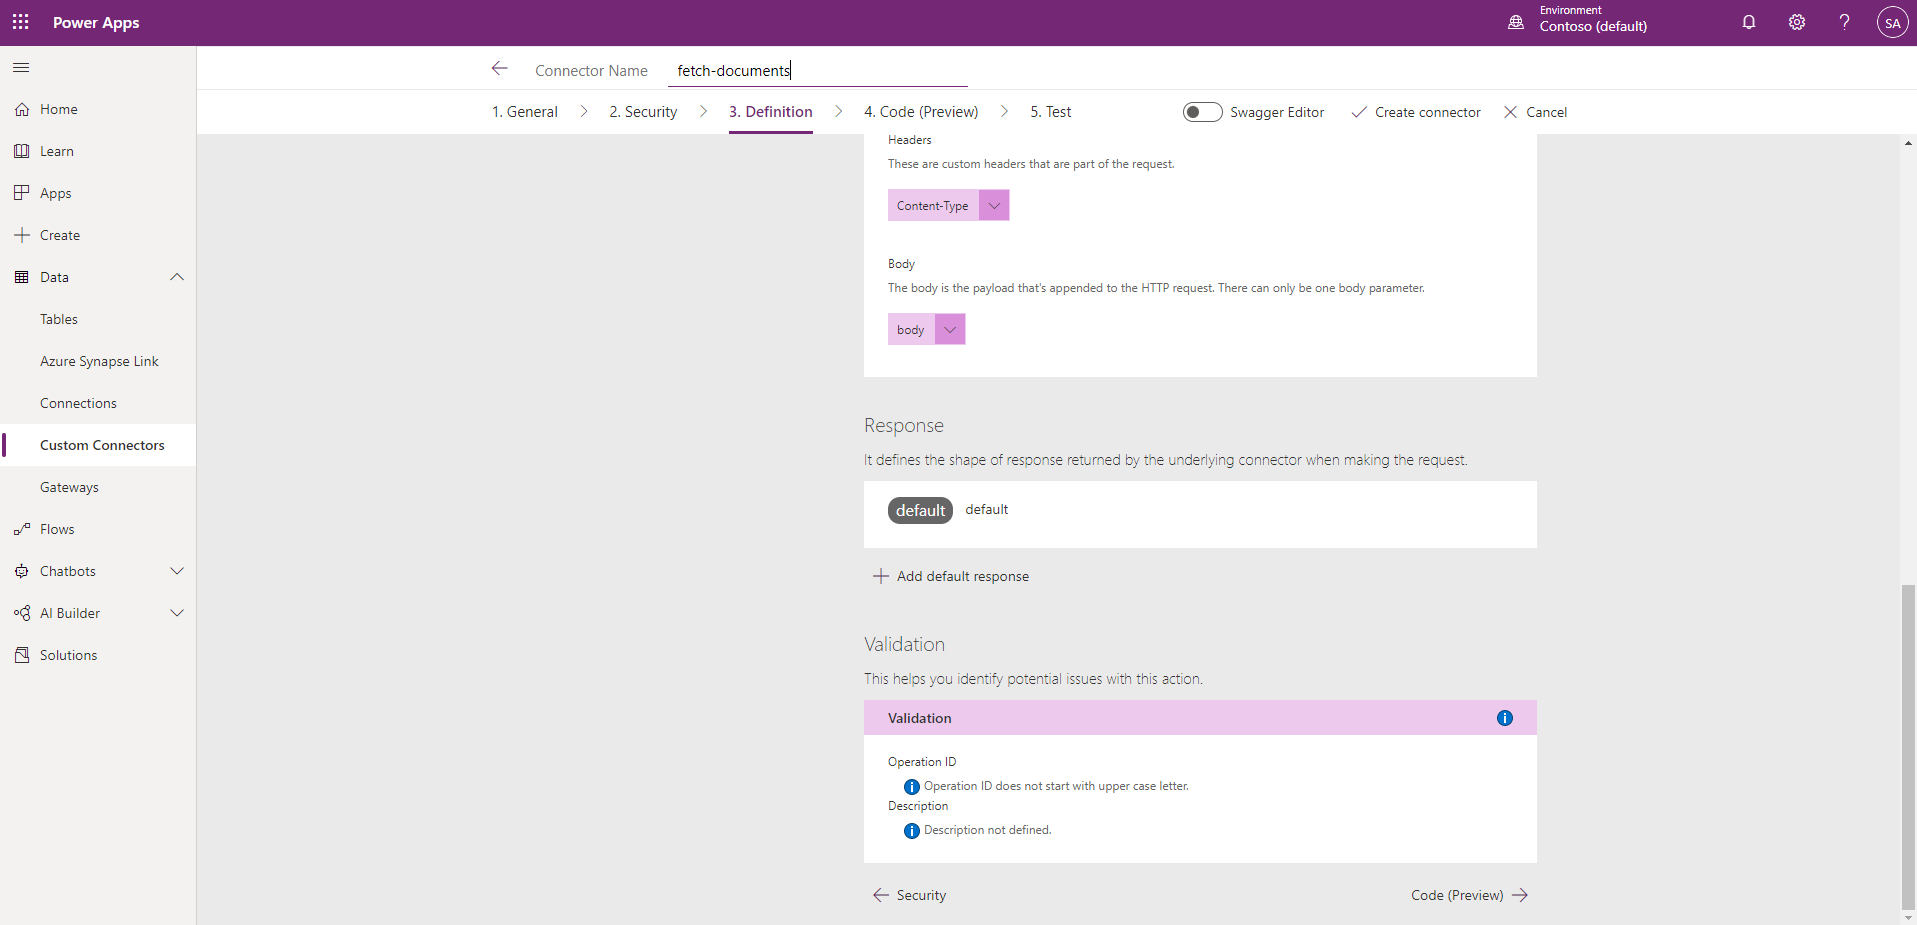 Power Apps
Environment
Contoso (default)
SA
Connector Name
fetch-documents
1. General
2. Security
3. Definition
4. Code (Preview)
5. Test
Swagger Editor
Create connector
Cancel
Home
Learn
Apps
Create
Data
Tables
Azure Synapse Link
Connections
Custom Connectors
Gateways
Flows
Chatbots
AI Builder
Solutions
Headers
These are custom headers that are part of the request.
Content-Type
Body
The body is the payload that's appended to the HTTP request. There can only be one body parameter.
body
Response
It defines the shape of response returned by the underlying connector when making the request.
default default
Add default response
Validation
This helps you identify potential issues with this action.
Validation
Operation ID
Operation ID does not start with upper case letter.
Description
Description not defined.
Security
Code (Preview)